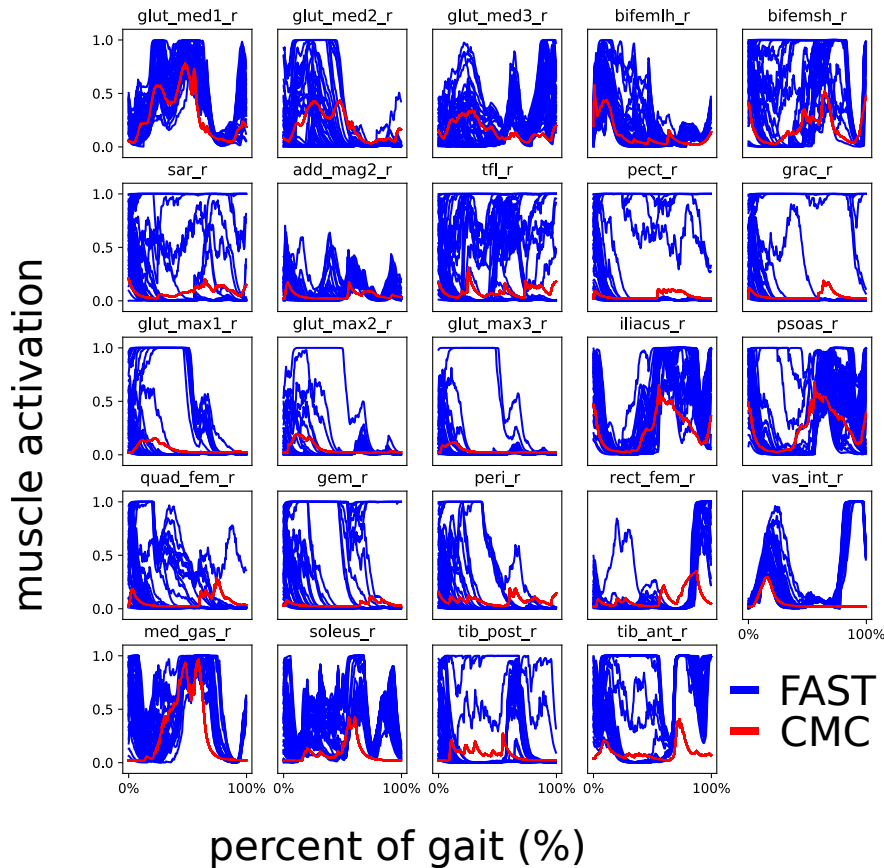 glut_med1_r glut_med2_r glut_med3_r bifemlh_r bifemsh_r
1.0
0.5
0.0
sar_r add_mag2_r tfl_r pect_r grac_r
1.0
0.5
0.0
glut_max1_r glut_max2_r glut_max3_r iliacus_r psoas_r
1.0
0.5
0.0
quad_fem_r gem_r peri_r rect_fem_r vas_int_r
1.0
0.5
0.0
0% 100%
med_gas_r soleus_r tib_post_r tib_ant_r
1.0
0.5
0.0
0% 100% 0% 100% 0% 100% 0% 100%
muscle activation
FAST
CMC
percent of gait (%)